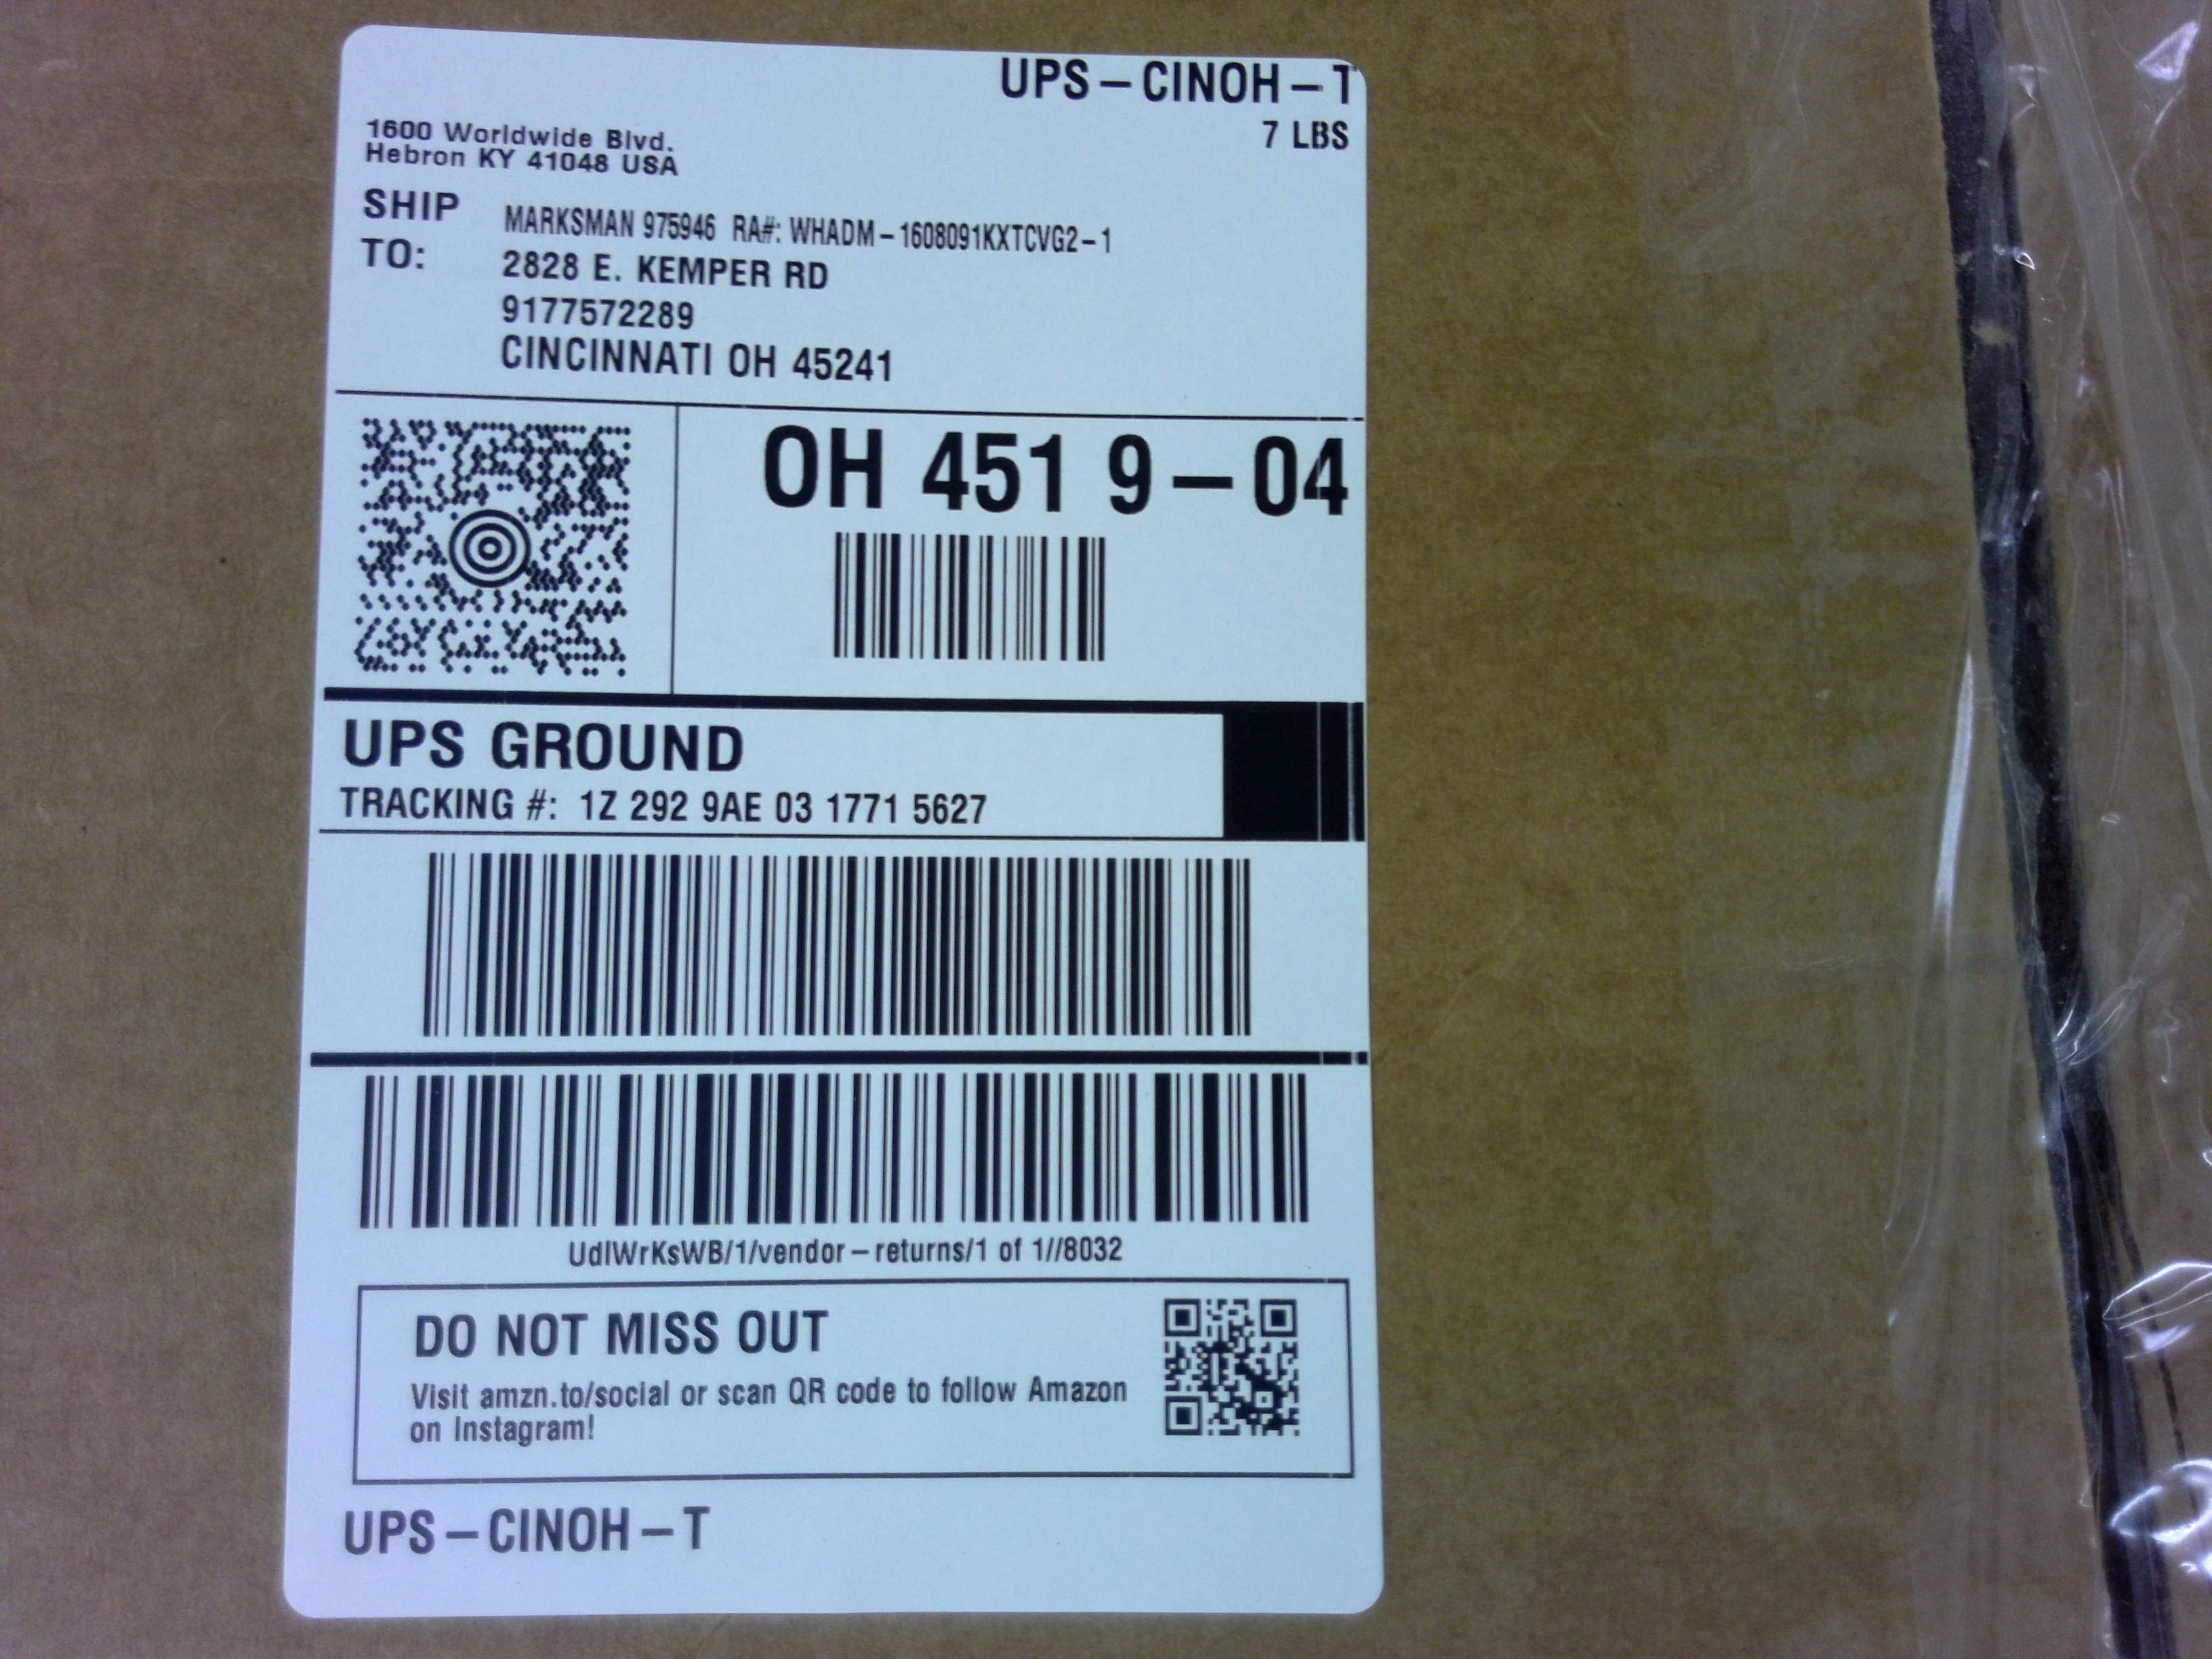 UPS – CINOH – T
7 LBS
1600 Worldwide Blvd.
Hebron KY 41048 USA
SHIP TO:
MARKSMAN 975946 RA#: WHADM – 1608091KXTCVG2 – 1
2828 E. KEMPER RD
9177572289
CINCINNATI OH 45241
OH 451 9 – 04
UPS GROUND
TRACKING #: 1Z 292 9AE 03 1771 5627
UdlWrKsWB/1/vendor – returns/1 of 1//8032
DO NOT MISS OUT
Visit amzn.to/social or scan QR code to follow Amazon
on Instagram!
UPS – CINOH – T